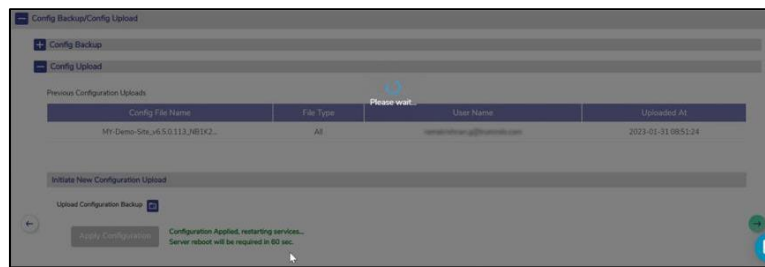 Config Backup/Config Upload
Config Backup
Config Upload
Previous Configuration Uploads
Please wait...
Config File Name File Type User Name Uploaded At
MY-Demo-Site_v6.5.0.113_NB1K2... All 2023-01-31 08:51:24
Initiate New Configuration Upload
Upload Configuration Backup
Apply Configuration
Configuration Applied, restarting services...
Server reboot will be required in 60 sec.